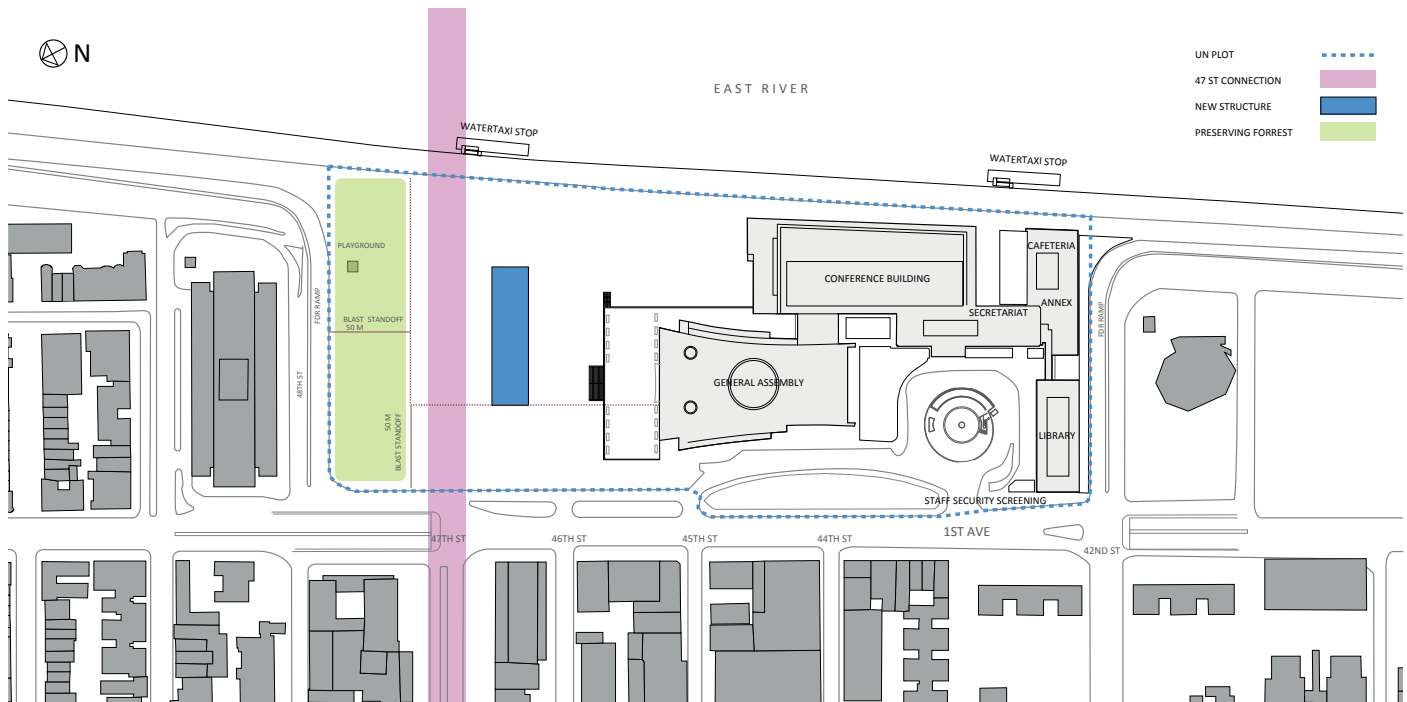 N
EAST RIVER
UN PLOT
47 ST CONNECTION
NEW STRUCTURE
PRESERVING FORREST
WATERTAXI STOP
WATERTAXI STOP
PLAYGROUND
CAFETERIA
CONFERENCE BUILDING
ANNEX
FDR RAMP
BLAST STANDOFF
50 M
SECRETARIAT
FDR RAMP
48TH ST
GENERAL ASSEMBLY
50 M
BLAST STANDOFF
LIBRARY
STAFF SECURITY SCREENING
1ST AVE
47TH ST
46TH ST
45TH ST
44TH ST
42ND ST